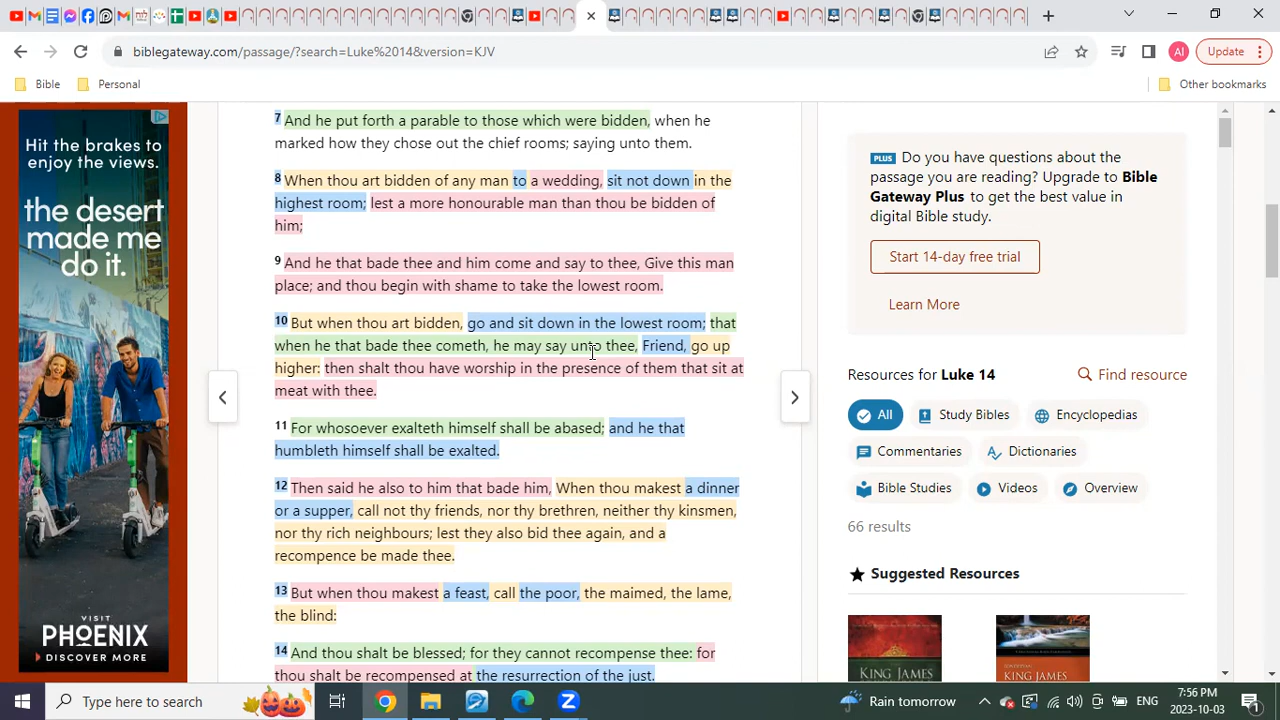 biblegateway.com/passage/?search=Luke%2014&version=KJV
AI
Update
Bible
Personal
Other bookmarks
Hit the brakes to
enjoy the views.
the desert
made me
do it.
VISIT
PHOENIX
DISCOVER MORE
7 And he put forth a parable to those which were bidden, when he
marked how they chose out the chief rooms; saying unto them.
8 When thou art bidden of any man to a wedding, sit not down in the
highest room; lest a more honourable man than thou be bidden of
him;
9 And he that bade thee and him come and say to thee, Give this man
place; and thou begin with shame to take the lowest room.
10 But when thou art bidden, go and sit down in the lowest room; that
when he that bade thee cometh, he may say unto thee, Friend, go up
higher: then shalt thou have worship in the presence of them that sit at
meat with thee.
11 For whosoever exalteth himself shall be abased; and he that
humbleth himself shall be exalted.
12 Then said he also to him that bade him, When thou makest a dinner
or a supper, call not thy friends, nor thy brethren, neither thy kinsmen,
nor thy rich neighbours; lest they also bid thee again, and a
recompence be made thee.
13 But when thou makest a feast, call the poor, the maimed, the lame,
the blind:
14 And thou shalt be blessed; for they cannot recompense thee: for
thou shalt be recompensed at the resurrection of the just.
PLUS Do you have questions about the
passage you are reading? Upgrade to Bible
Gateway Plus to get the best value in
digital Bible study.
Start 14-day free trial
Learn More
Resources for Luke 14
Find resource
All
Study Bibles
Encyclopedias
Commentaries
Dictionaries
Bible Studies
Videos
Overview
66 results
Suggested Resources
KING JAMES
KING JAMES
Type here to search
Rain tomorrow
ENG
7:56 PM
2023-10-03
1